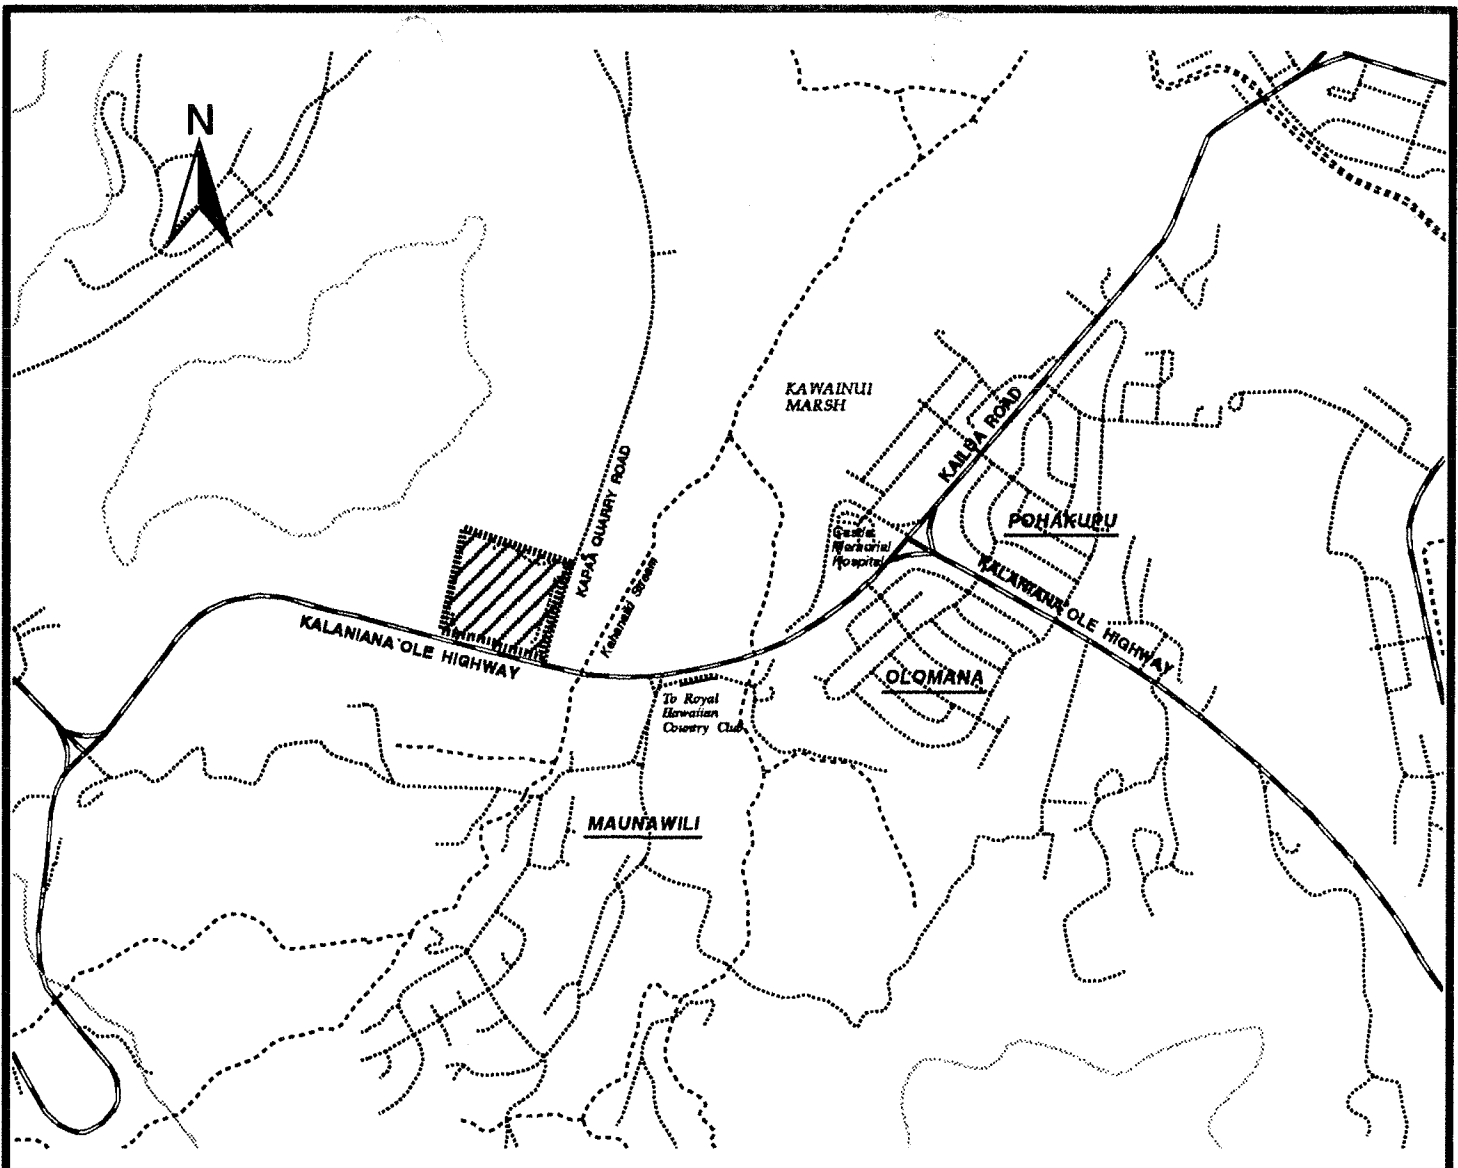 N
KAWAINUI
MARSH
KAILUA ROAD
KAPAA QUARRY ROAD
POHAKUPU
Castle
Memorial
Hospital
Kahanaiki Stream
KALANIANA'OLE HIGHWAY
KALANIANA'OLE HIGHWAY
OLOMANA
To Royal
Hawaiian
Country Club
MAUNAWILI